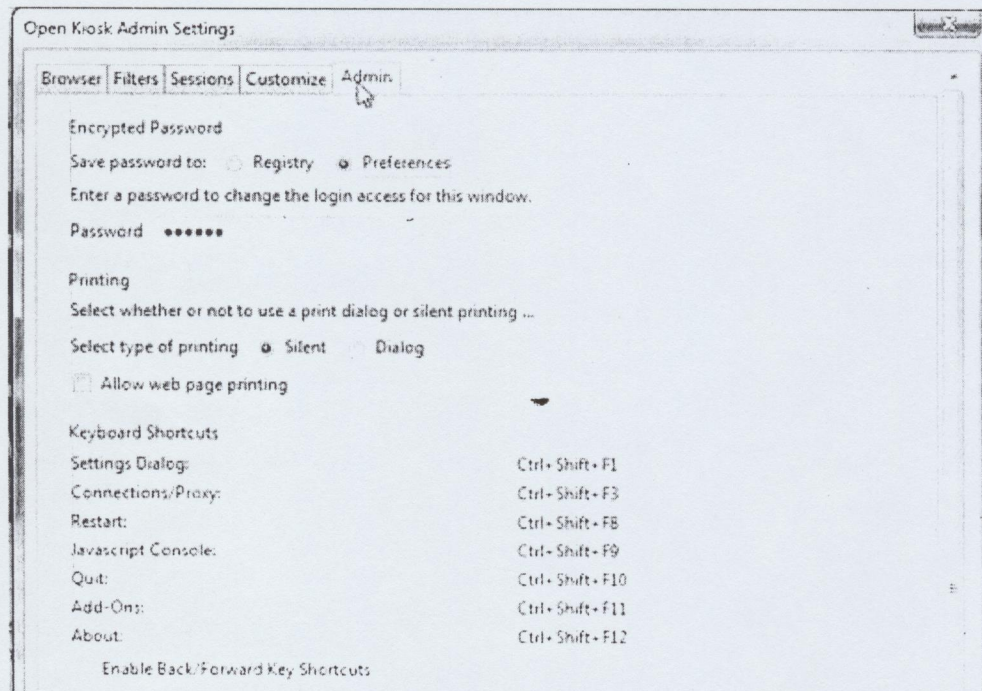 Open Kiosk Admin Settings
Browser Filters Sessions Customize Admin
Encrypted Password
Save password to: Registry Preferences
Enter a password to change the login access for this window.
Password ••••••
Printing
Select whether or not to use a print dialog or silent printing ...
Select type of printing Silent Dialog
Allow web page printing
Keyboard Shortcuts
Settings Dialog: Ctrl+Shift+F1
Connections/Proxy: Ctrl+Shift+F3
Restart: Ctrl+Shift+F8
Javascript Console: Ctrl+Shift+F9
Quit: Ctrl+Shift+F10
Add-Ons: Ctrl+Shift+F11
About: Ctrl+Shift+F12
Enable Back/Forward Key Shortcuts